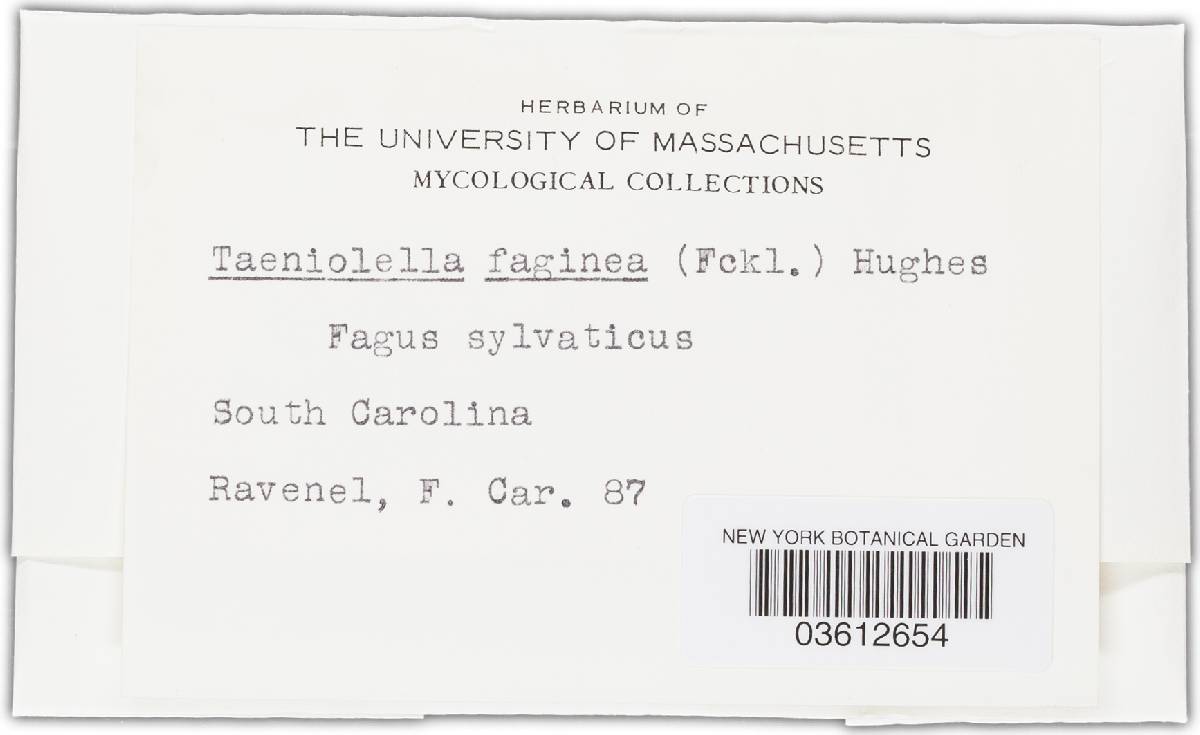 HERBARIUM OF
THE UNIVERSITY OF MASSACHUSETTS
MYCOLOGICAL COLLECTIONS
Taeniolella faginea (Fckl.) Hughes
Fagus sylvaticus
South Carolina
Ravenel, F. Car. 87
NEW YORK BOTANICAL GARDEN
03612654